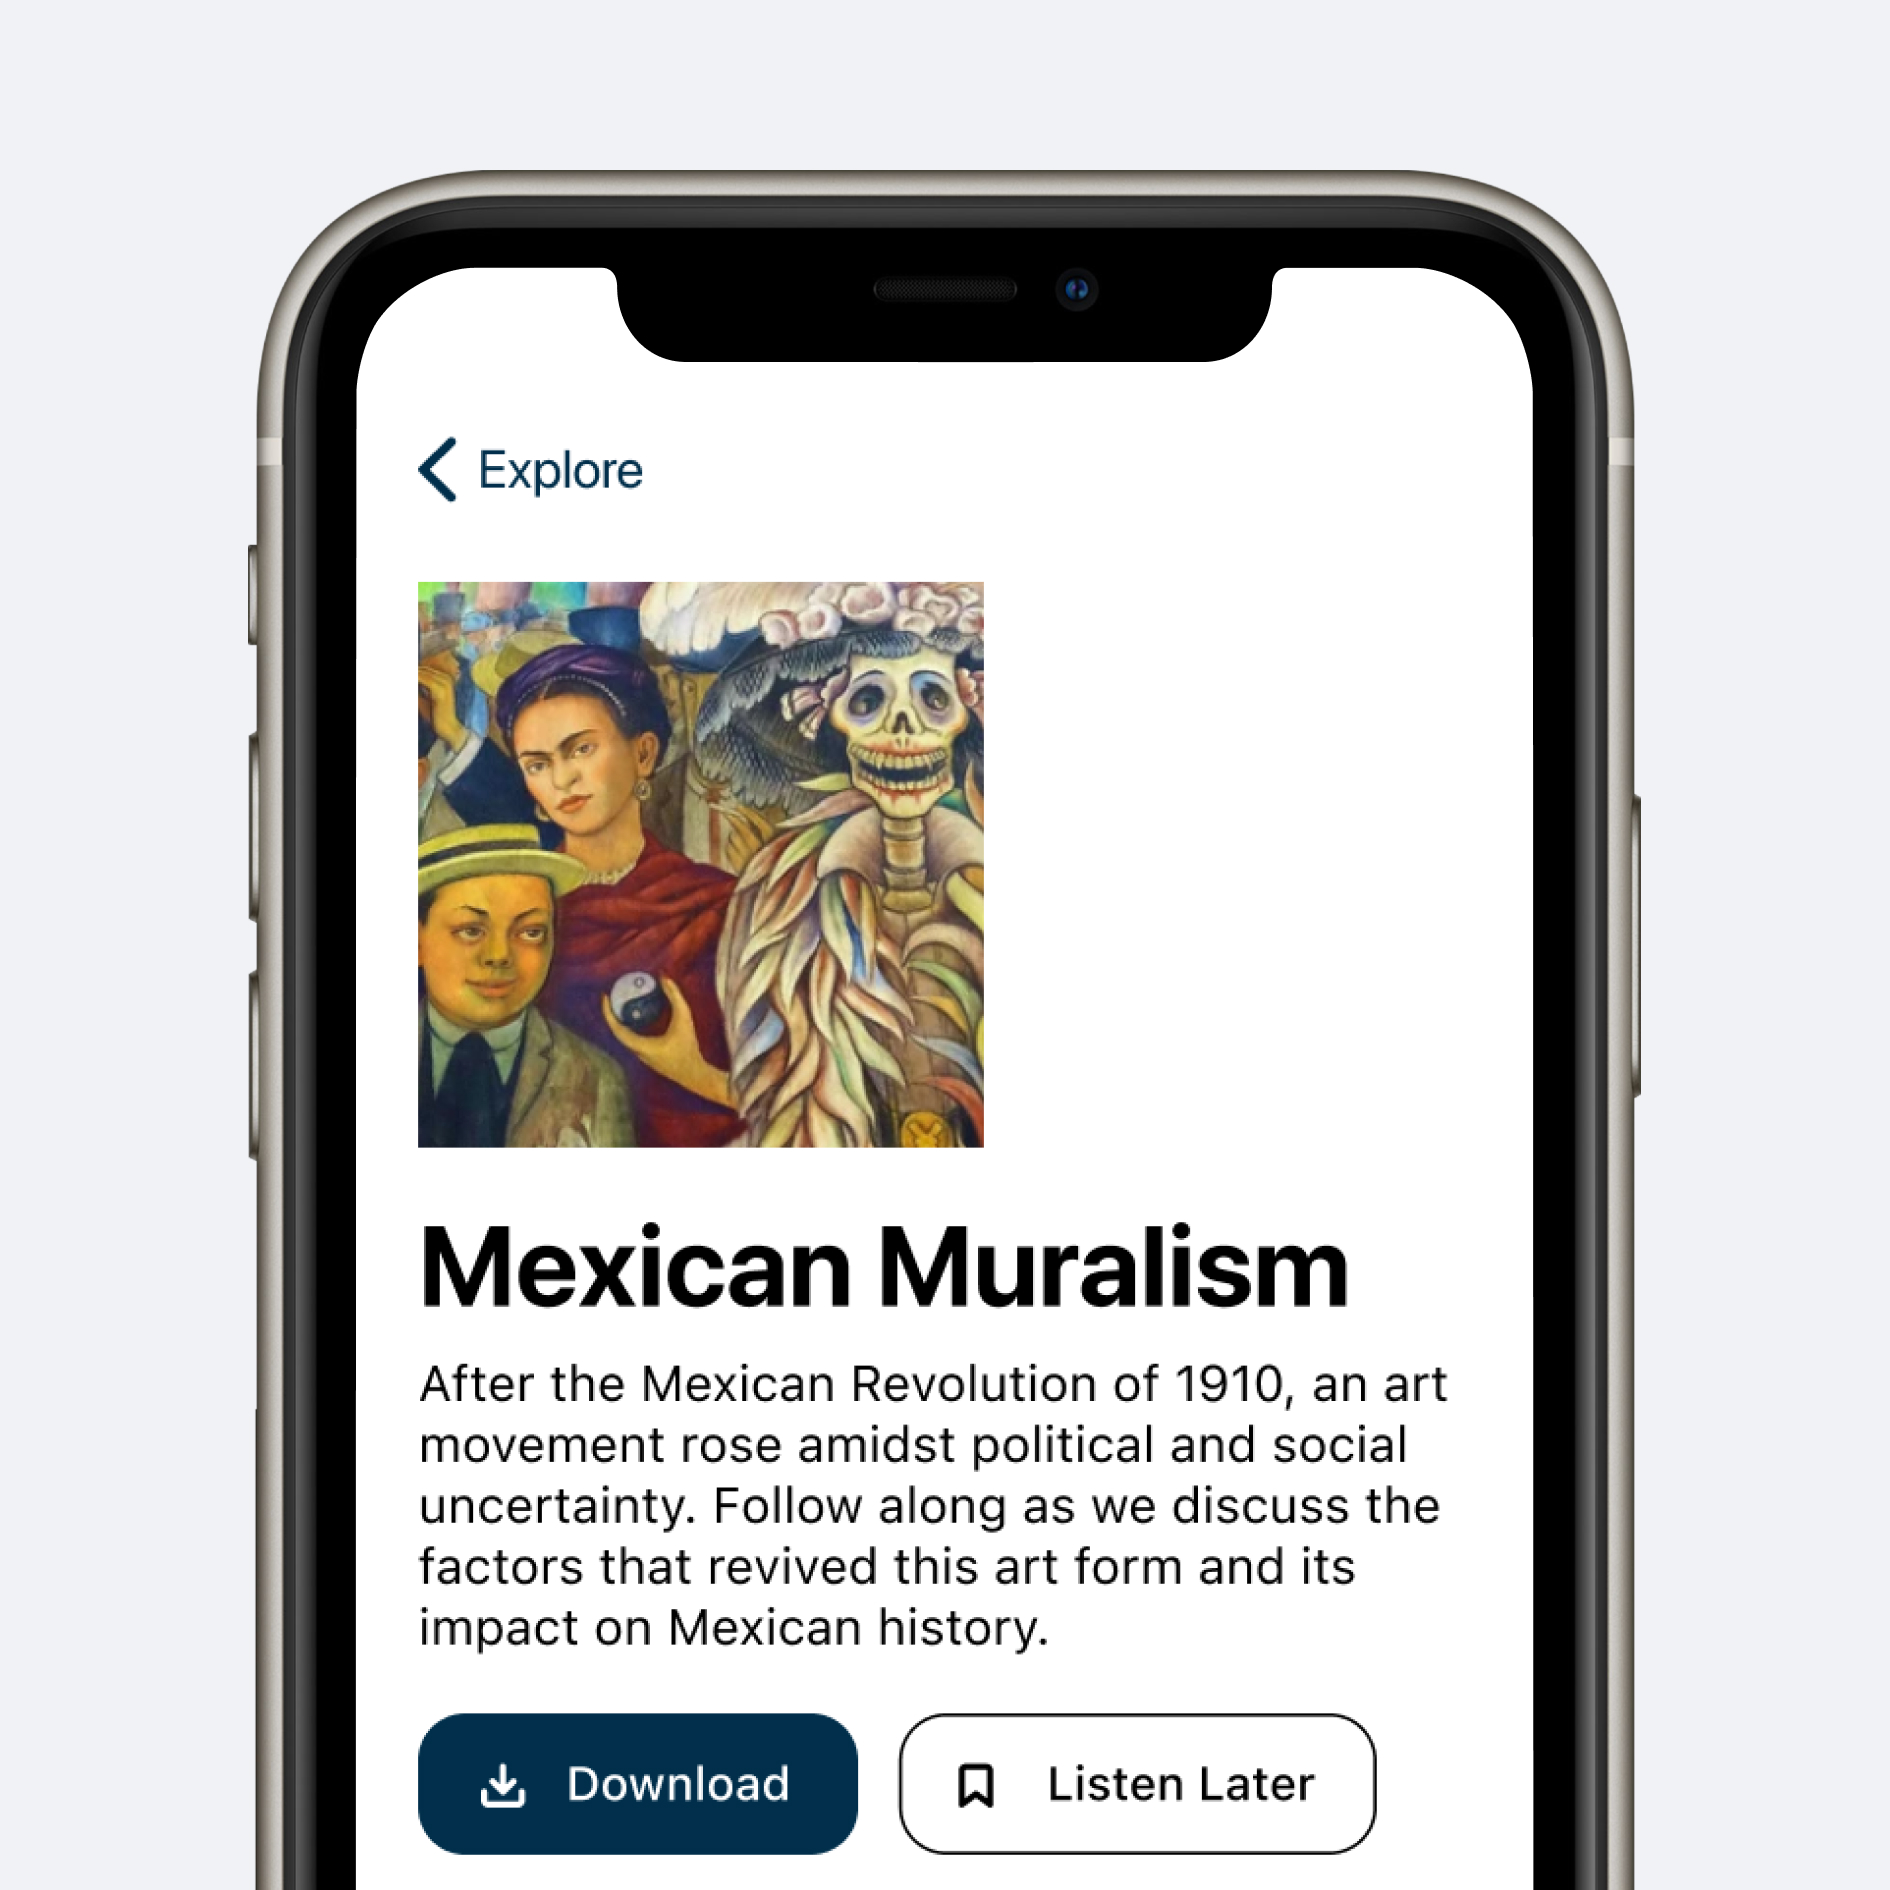 Explore
Mexican Muralism
After the Mexican Revolution of 1910, an art
movement rose amidst political and social
uncertainty. Follow along as we discuss the
factors that revived this art form and its
impact on Mexican history.
Download
Listen Later